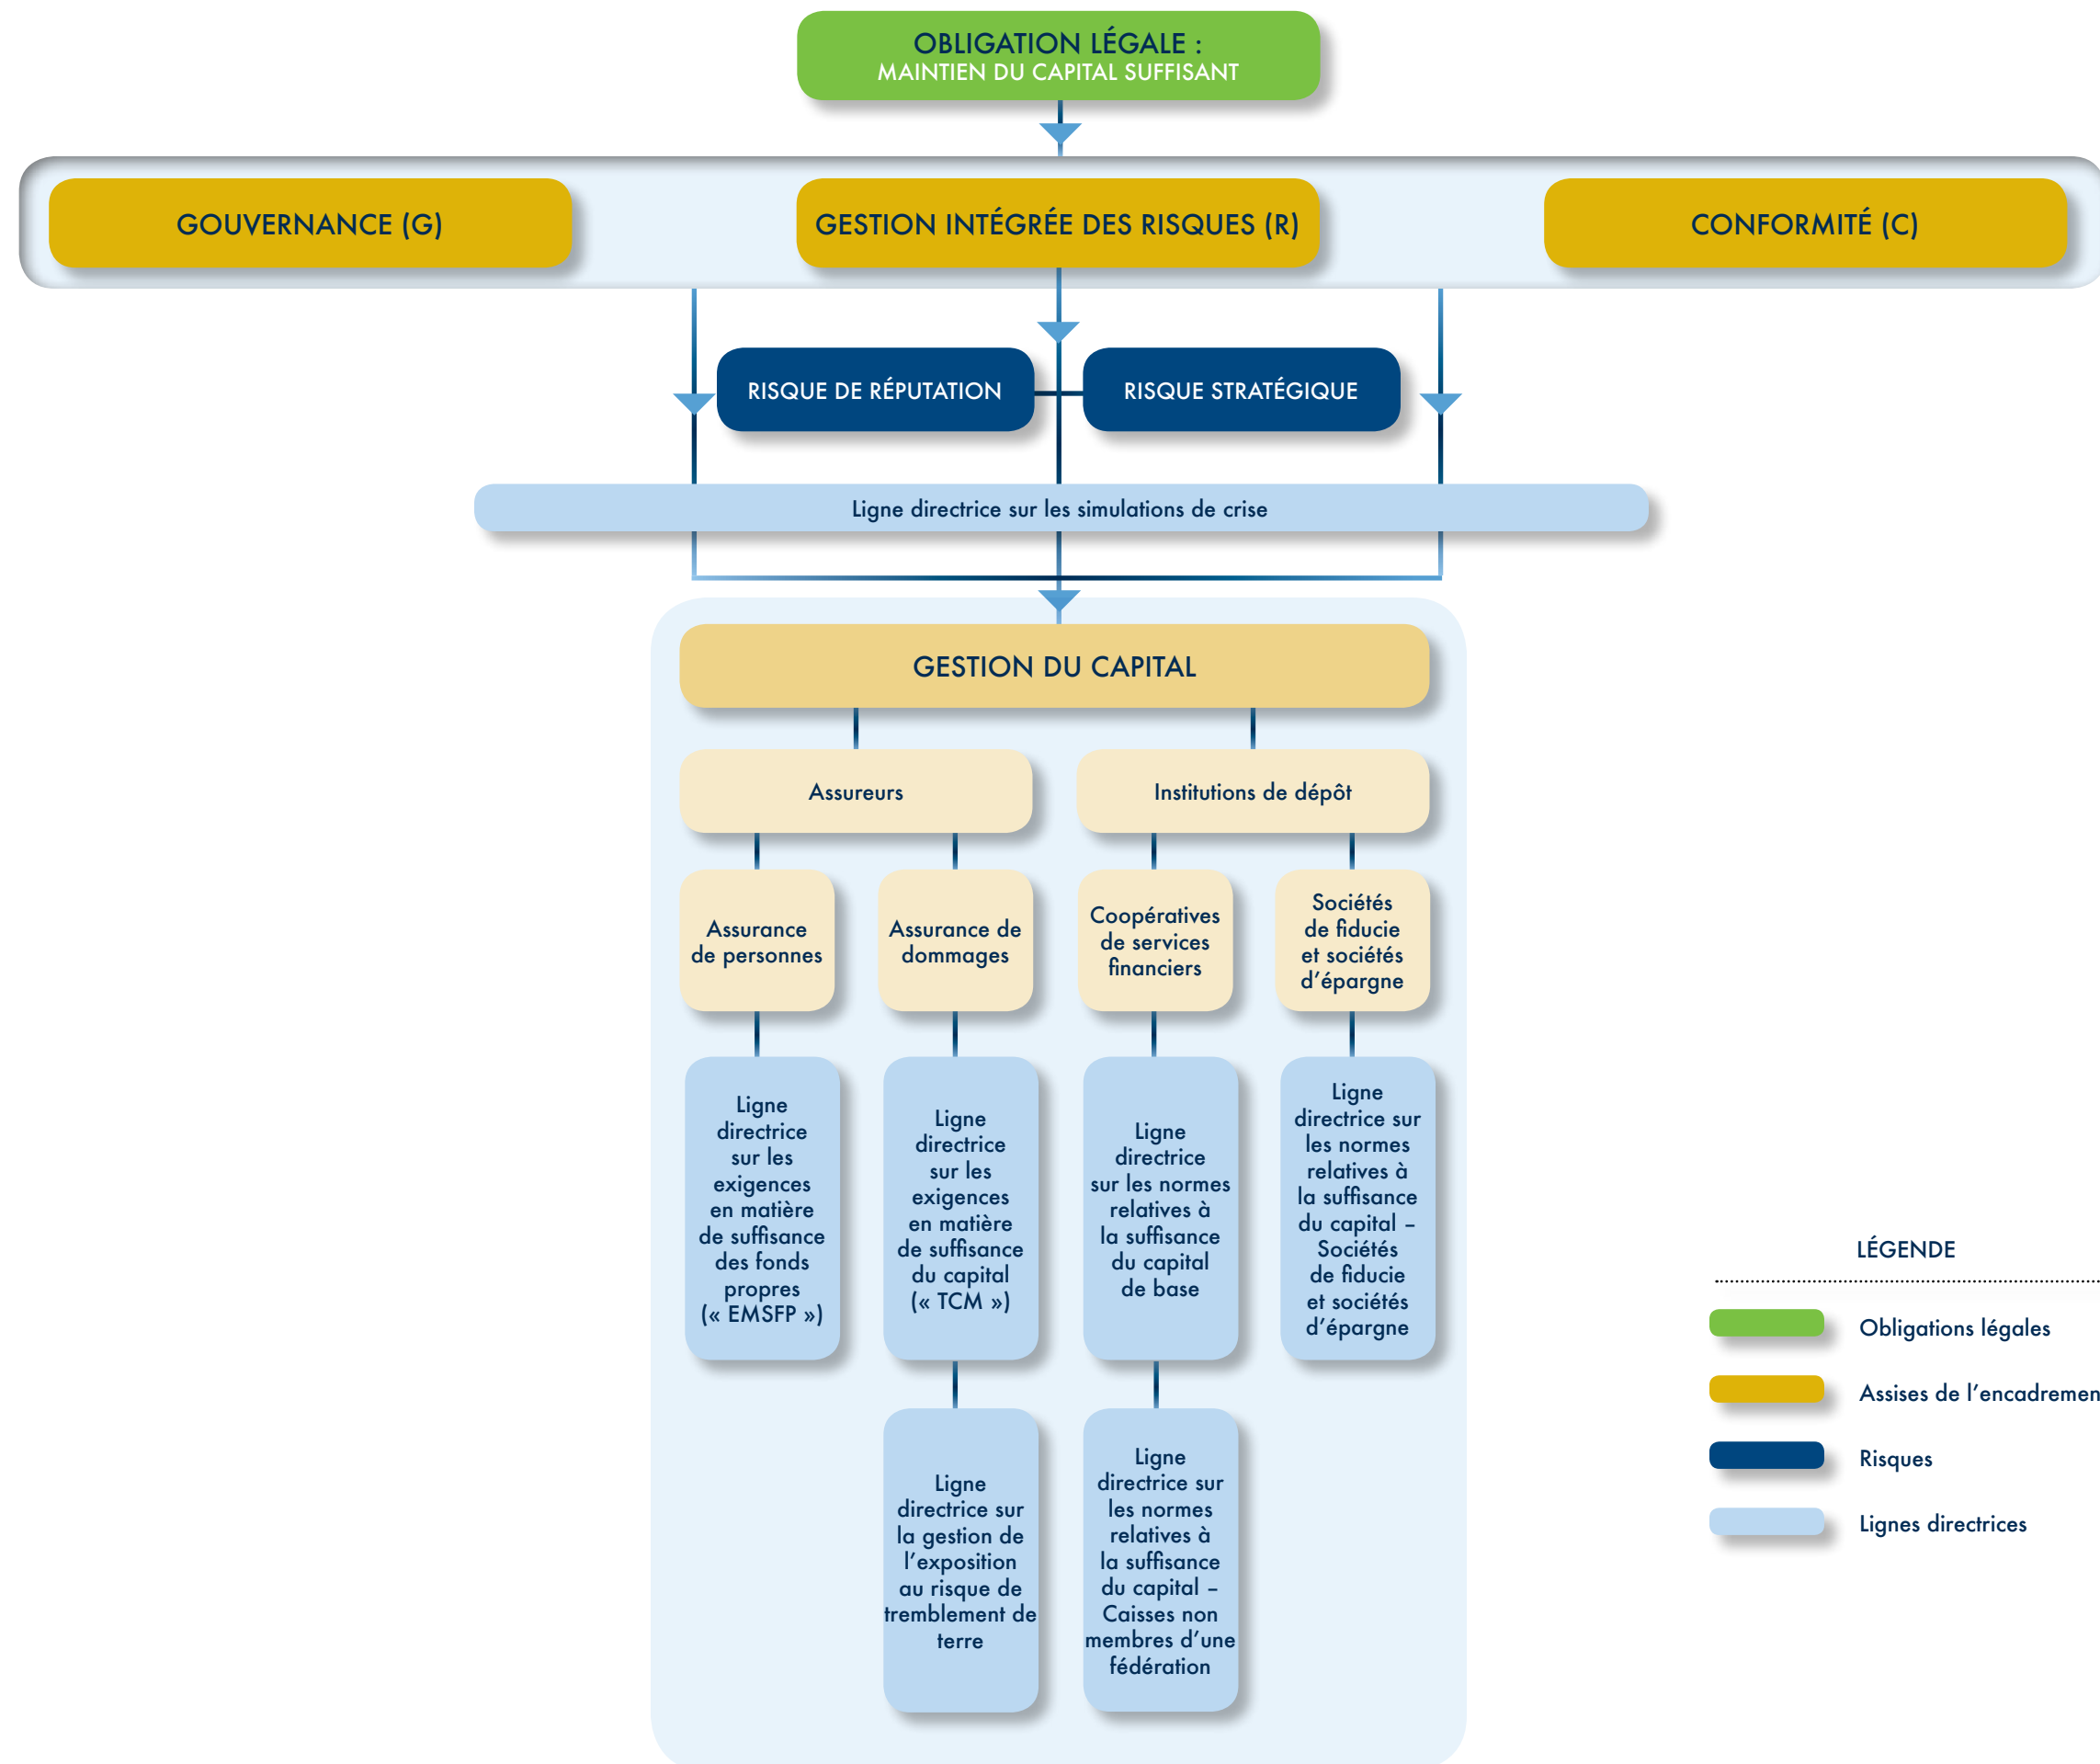 OBLIGATION LÉGALE :
MAINTIEN DU CAPITAL SUFFISANT
GOUVERNANCE (G)
GESTION INTÉGRÉE DES RISQUES (R)
CONFORMITÉ (C)
RISQUE DE RÉPUTATION
RISQUE STRATÉGIQUE
Ligne directrice sur les simulations de crise
GESTION DU CAPITAL
Assureurs
Institutions de dépôt
Assurance
de personnes
Assurance de
dommages
Coopératives
de services
financiers
Sociétés
de fiducie
et sociétés
d’épargne
Ligne
directrice
sur les
exigences
en matière
de suffisance
des fonds
propres
(« EMSFP »)
Ligne
directrice
sur les
exigences
en matière
de suffisance
du capital
(« TCM »)
Ligne
directrice
sur les normes
relatives à
la suffisance
du capital
de base
Ligne
directrice sur
les normes
relatives à
la suffisance
du capital –
Sociétés
de fiducie
et sociétés
d’épargne
Ligne
directrice sur
la gestion de
l’exposition
au risque de
tremblement de
terre
Ligne
directrice sur
les normes
relatives à
la suffisance
du capital –
Caisses non
membres d’une
fédération
LÉGENDE
Obligations légales
Assises de l’encadremen
Risques
Lignes directrices